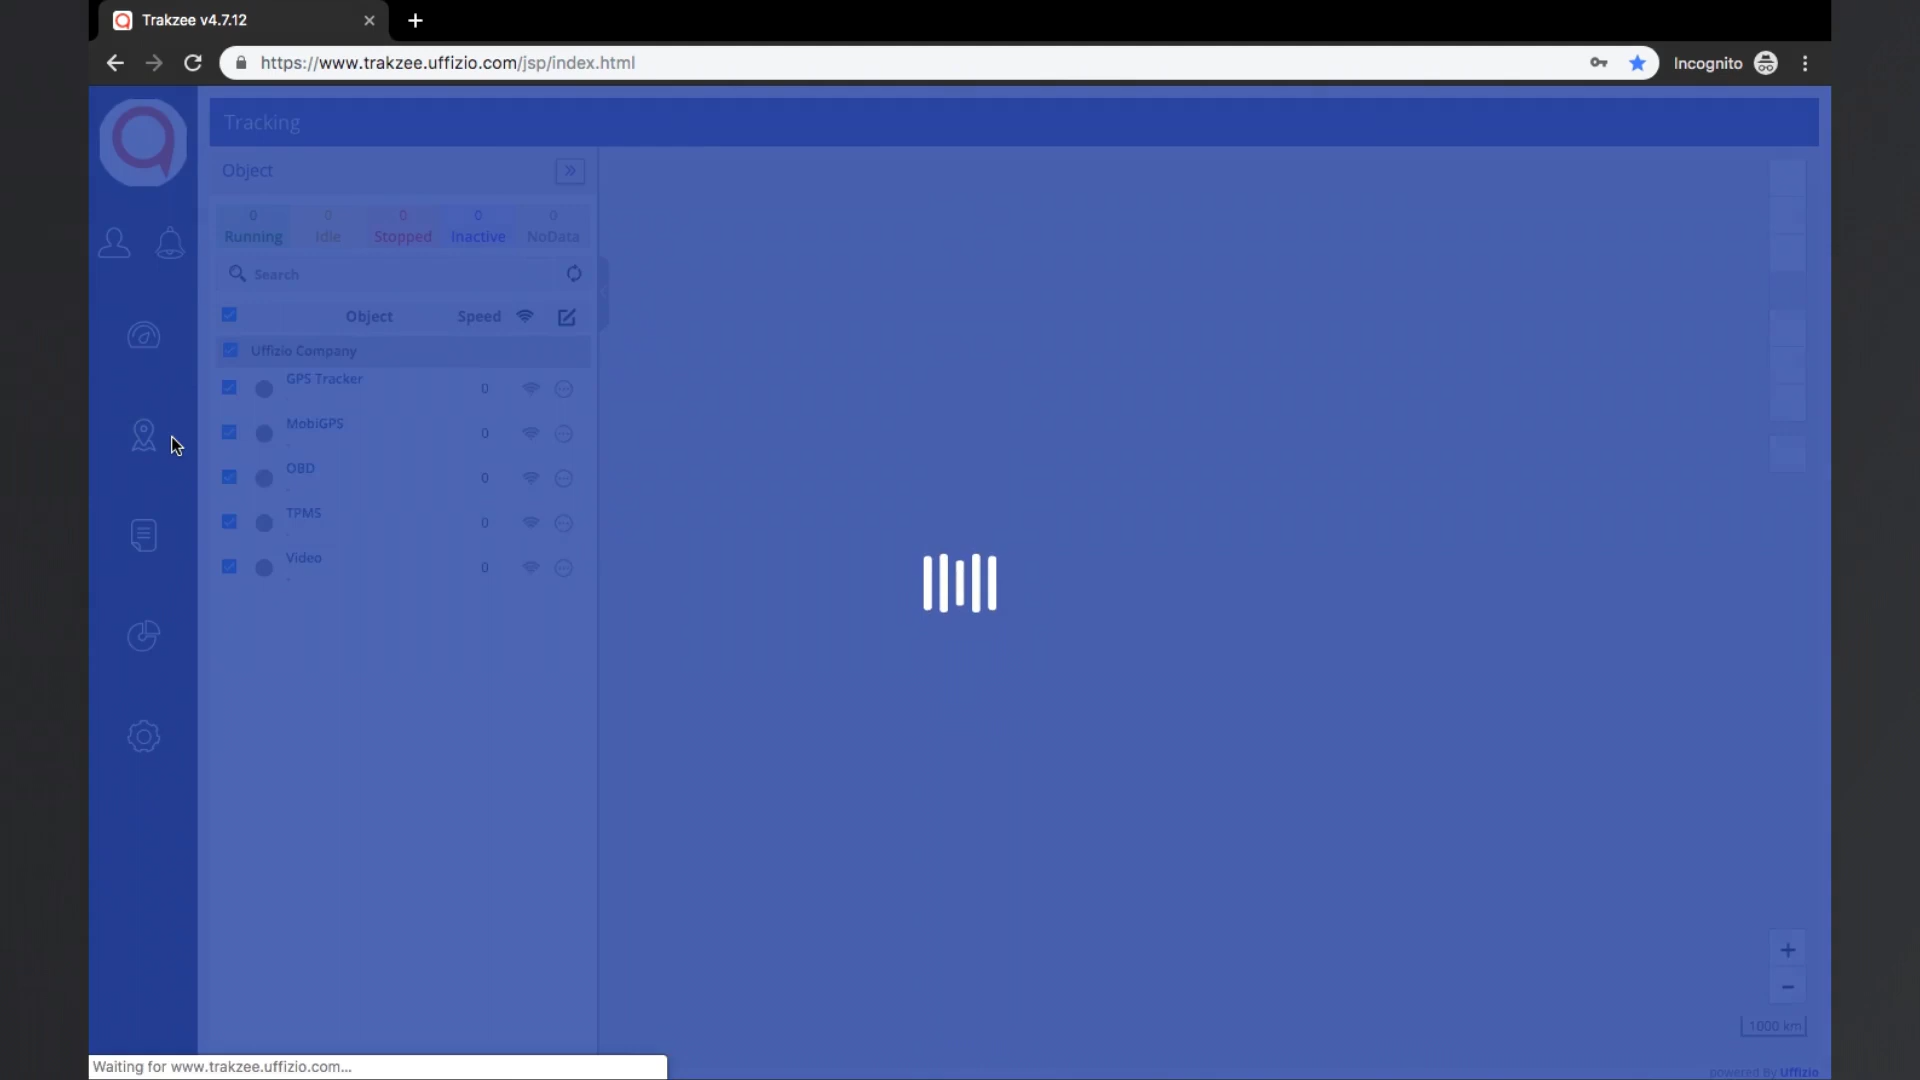 Trakzee v4.7.12
https://www.trakzee.uffizio.com/jsp/index.html
Incognito
Tracking
Object
0 0 0 0 0
Running Idle Stopped Inactive NoData
Search
Object Speed
Uffizio Company
GPS Tracker 0
MobiGPS 0
OBD 0
TPMS 0
Video 0
1000 km
Waiting for www.trakzee.uffizio.com...
powered By Uffizio